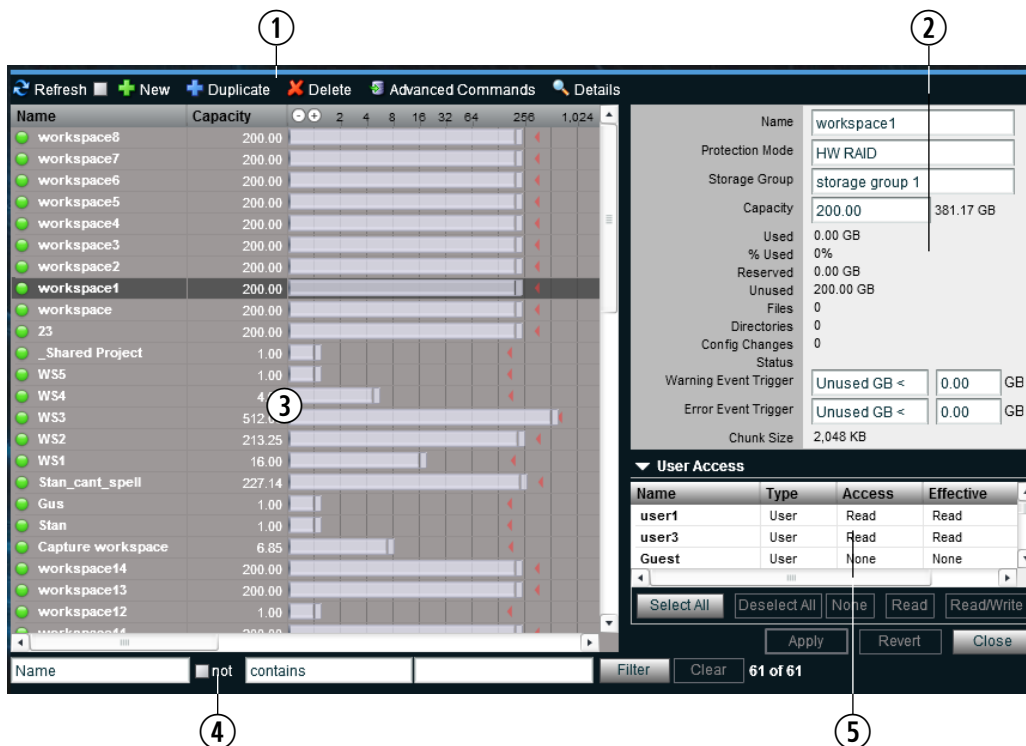 1 2
Refresh New Duplicate Delete Advanced Commands Details
Name Capacity 2 4 8 16 32 64 256 1,024
workspace8 200.00
workspace7 200.00
workspace6 200.00
workspace5 200.00
workspace4 200.00
workspace3 200.00
workspace2 200.00
workspace1 200.00
workspace 200.00
23 200.00
_Shared Project 1.00
WS5 1.00
WS4 4.
WS3 512.
3
WS2 213.25
WS1 16.00
Stan_cant_spell 227.14
Gus 1.00
Stan 1.00
Capture workspace 6.85
workspace14 200.00
workspace13 200.00
workspace12 1.00
Name not contains Filter Clear 61 of 61
Name workspace1
Protection Mode HW RAID
Storage Group storage group 1
Capacity 200.00 381.17 GB
Used 0.00 GB
% Used 0%
Reserved 0.00 GB
Unused 200.00 GB
Files 0
Directories 0
Config Changes 0
Status
Warning Event Trigger Unused GB < 0.00 GB
Error Event Trigger Unused GB < 0.00 GB
Chunk Size 2,048 KB
User Access
Name Type Access Effective
user1 User Read Read
user3 User Read Read
Guest User None None
Select All Deselect All None Read Read/Write
Apply Revert Close
4 5